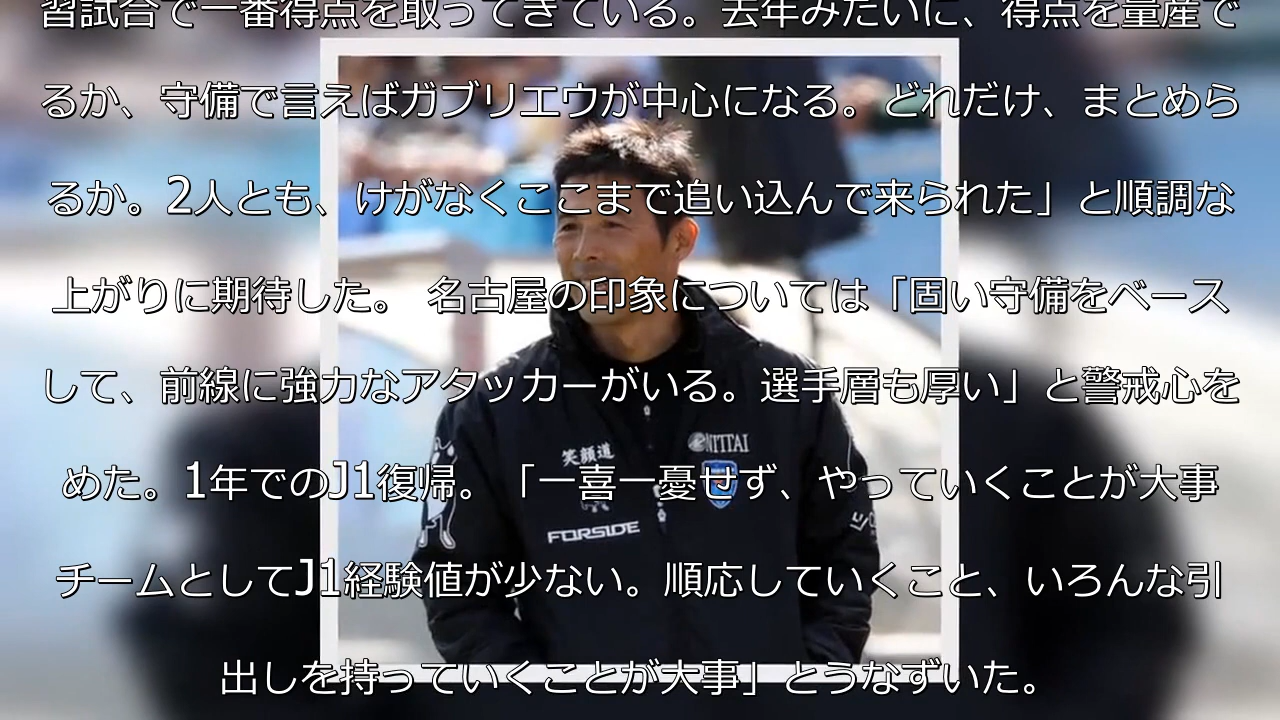 習試合で一番得点を取ってきている。去年みたいに、得点を量産で
るか、守備で言えばガブリエウが中心になる。どれだけ、まとめら
るか。2人とも、けがなくここまで追い込んで来られた」と順調な
上がりに期待した。 名古屋の印象については「固い守備をベース
して、前線に強力なアタッカーがいる。選手層も厚い」と警戒心を
めた。1年でのJ1復帰。「一喜一憂せず、やっていくことが大事
チームとしてJ1経験値が少ない。順応していくこと、いろんな引
出しを持っていくことが大事」とうなずいた。
笑顔道
NITTAI
FORSIDE